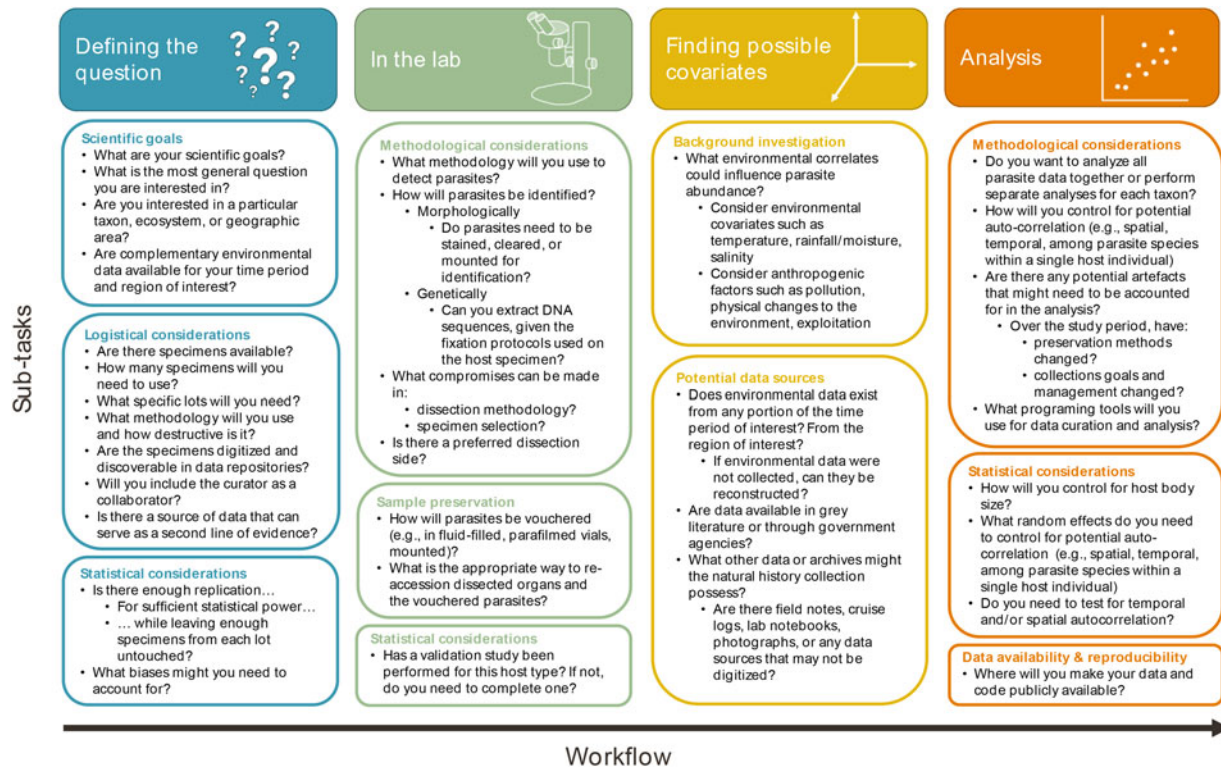 Defining the
question
? ? ? ? ? ? ? ?
Scientific goals
• What are your scientific goals?
• What is the most general question
you are interested in?
• Are you interested in a particular
taxon, ecosystem, or geographic
area?
• Are complementary environmental
data available for your time period
and region of interest?
Logistical considerations
• Are there specimens available?
• How many specimens will you
need to use?
• What specific lots will you need?
• What methodology will you use
and how destructive is it?
• Are the specimens digitized and
discoverable in data repositories?
• Will you include the curator as a
collaborator?
• Is there a source of data that can
serve as a second line of evidence?
Statistical considerations
• Is there enough replication…
• For sufficient statistical power…
• … while leaving enough
specimens from each lot
untouched?
• What biases might you need to
account for?
In the lab
Methodological considerations
• What methodology will you use to
detect parasites?
• How will parasites be identified?
• Morphologically
• Do parasites need to be
stained, cleared, or
mounted for
identification?
• Genetically
• Can you extract DNA
sequences, given the
fixation protocols used on
the host specimen?
• What compromises can be made
in:
• dissection methodology?
• specimen selection?
• Is there a preferred dissection
side?
Sample preservation
• How will parasites be vouchered
(e.g., in fluid-filled, parafilmed vials,
mounted)?
• What is the appropriate way to re-
accession dissected organs and
the vouchered parasites?
Statistical considerations
• Has a validation study been
performed for this host type? If not,
do you need to complete one?
Finding possible
covariates
Background investigation
• What environmental correlates
could influence parasite
abundance?
• Consider environmental
covariates such as
temperature, rainfall/moisture,
salinity
• Consider anthropogenic
factors such as pollution,
physical changes to the
environment, exploitation
Potential data sources
• Does environmental data exist
from any portion of the time
period of interest? From the
region of interest?
• If environmental data were
not collected, can they be
reconstructed?
• Are data available in grey
literature or through government
agencies?
• What other data or archives might
the natural history collection
possess?
• Are there field notes, cruise
logs, lab notebooks,
photographs, or any data
sources that may not be
digitized?
Analysis
Methodological considerations
• Do you want to analyze all
parasite data together or perform
separate analyses for each taxon?
• How will you control for potential
auto-correlation (e.g., spatial,
temporal, among parasite species
within a single host individual)
• Are there any potential artefacts
that might need to be accounted
for in the analysis?
• Over the study period, have:
• preservation methods
changed?
• collections goals and
management changed?
• What programing tools will you
use for data curation and analysis?
Statistical considerations
• How will you control for host body
size?
• What random effects do you need
to control for potential auto-
correlation (e.g., spatial, temporal,
among parasite species within a
single host individual)
• Do you need to test for temporal
and/or spatial autocorrelation?
Data availability & reproducibility
• Where will you make your data and
code publicly available?
Sub-tasks
Workflow